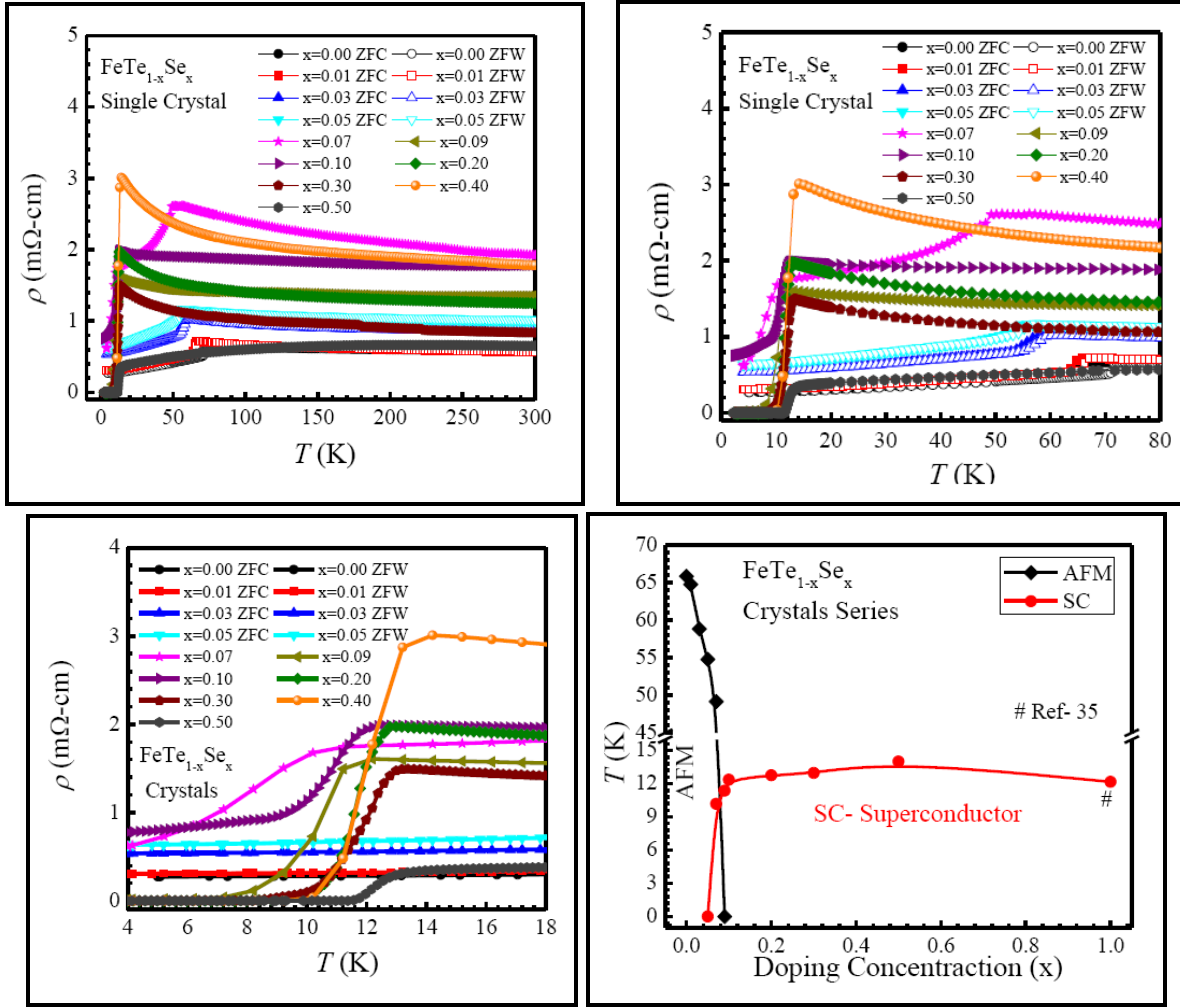 5
4
3
2
1
0
ρ (mΩ-cm)
FeTe1-xSex
Single Crystal
x=0.00 ZFC x=0.00 ZFW
x=0.01 ZFC x=0.01 ZFW
x=0.03 ZFC x=0.03 ZFW
x=0.05 ZFC x=0.05 ZFW
x=0.07 x=0.09
x=0.10 x=0.20
x=0.30 x=0.40
x=0.50
0 50 100 150 200 250 300
T (K)
5
4
3
2
1
0
ρ (mΩ-cm)
FeTe1-xSex
Single Crystal
x=0.00 ZFC x=0.00 ZFW
x=0.01 ZFC x=0.01 ZFW
x=0.03 ZFC x=0.03 ZFW
x=0.05 ZFC x=0.05 ZFW
x=0.07 x=0.09
x=0.10 x=0.20
x=0.30 x=0.40
x=0.50
0 10 20 30 40 50 60 70 80
T (K)
4
3
2
1
0
ρ (mΩ-cm)
x=0.00 ZFC x=0.00 ZFW
x=0.01 ZFC x=0.01 ZFW
x=0.03 ZFC x=0.03 ZFW
x=0.05 ZFC x=0.05 ZFW
x=0.07 x=0.09
x=0.10 x=0.20
x=0.30 x=0.40
x=0.50
FeTe1-xSex
Crystals
4 6 8 10 12 14 16 18
T (K)
70
65
60
55
50
45
15
12
9
6
3
0
T (K)
FeTe1-xSex
Crystals Series
AFM
SC
# Ref- 35
AFM
SC- Superconductor
#
0.0 0.2 0.4 0.6 0.8 1.0
Doping Concentraction (x)